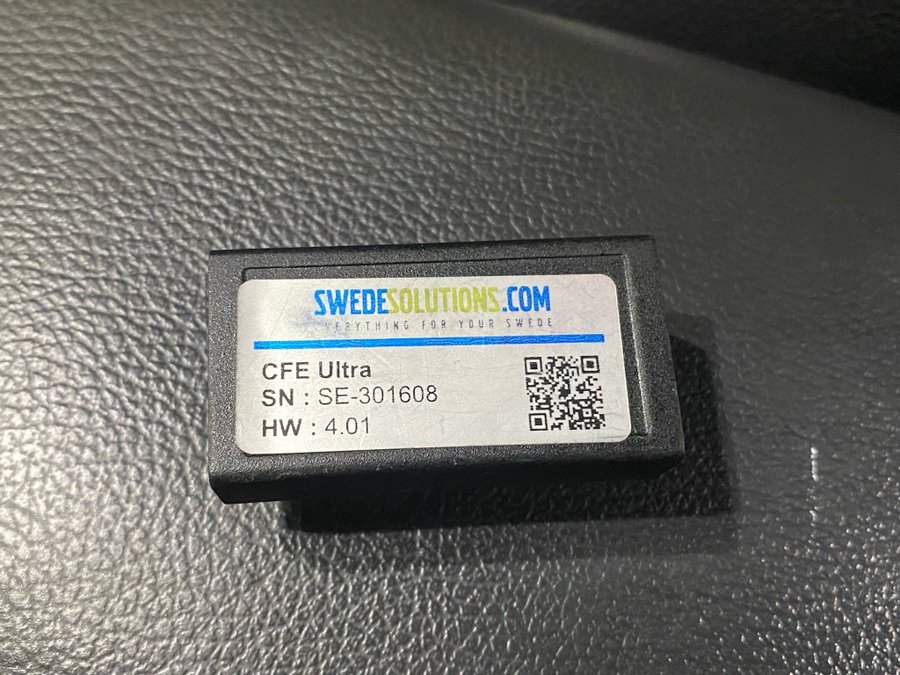 SWEDESOLUTIONS.COM
EVERYTHING FOR YOUR SWEDE
CFE Ultra
SN : SE-301608
HW : 4.01